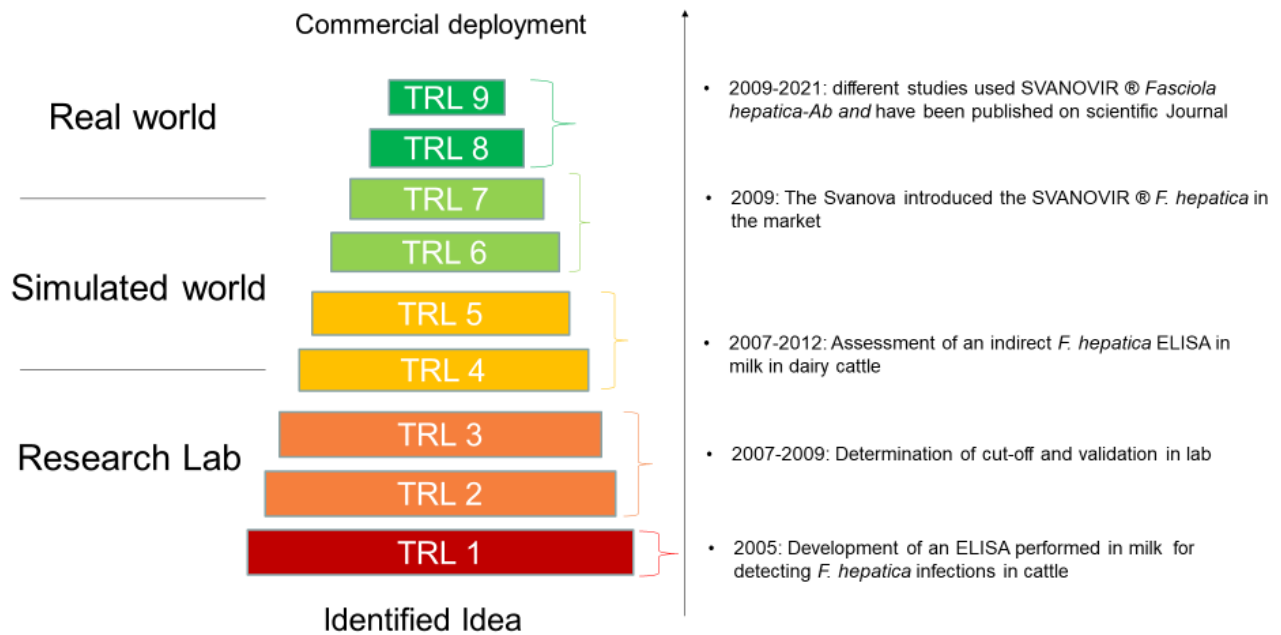 Commercial deployment
Real world
Simulated world
Research Lab
TRL 9
TRL 8
TRL 7
TRL 6
TRL 5
TRL 4
TRL 3
TRL 2
TRL 1
Identified Idea
• 2009-2021: different studies used SVANOVIR ® Fasciola
hepatica-Ab and have been published on scientific Journal
• 2009: The Svanova introduced the SVANOVIR ® F. hepatica in
the market
• 2007-2012: Assessment of an indirect F. hepatica ELISA in
milk in dairy cattle
• 2007-2009: Determination of cut-off and validation in lab
• 2005: Development of an ELISA performed in milk for
detecting F. hepatica infections in cattle